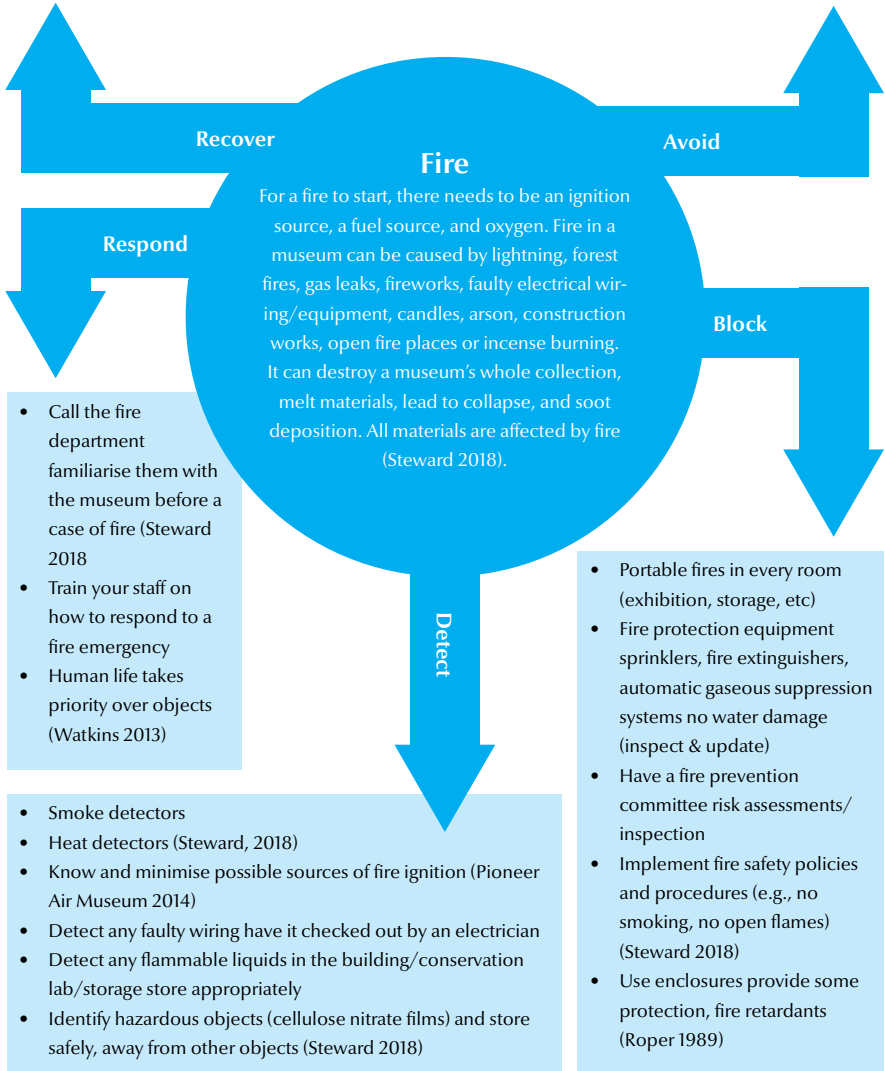 Recover
Avoid
Fire
For a fire to start, there needs to be an ignition
source, a fuel source, and oxygen. Fire in a
museum can be caused by lightning, forest
fires, gas leaks, fireworks, faulty electrical wir-
ing/equipment, candles, arson, construction
works, open fire places or incense burning.
It can destroy a museum's whole collection,
melt materials, lead to collapse, and soot
deposition. All materials are affected by fire
(Steward 2018).
Respond
Block
• Call the fire
department
familiarise them with
the museum before a
case of fire (Steward
2018
• Train your staff on
how to respond to a
fire emergency
• Human life takes
priority over objects
(Watkins 2013)
Detect
• Portable fires in every room
(exhibition, storage, etc)
• Fire protection equipment
sprinklers, fire extinguishers,
automatic gaseous suppression
systems no water damage
(inspect & update)
• Have a fire prevention
committee risk assessments/
inspection
• Implement fire safety policies
and procedures (e.g., no
smoking, no open flames)
(Steward 2018)
• Use enclosures provide some
protection, fire retardants
(Roper 1989)
• Smoke detectors
• Heat detectors (Steward, 2018)
• Know and minimise possible sources of fire ignition (Pioneer
Air Museum 2014)
• Detect any faulty wiring have it checked out by an electrician
• Detect any flammable liquids in the building/conservation
lab/storage store appropriately
• Identify hazardous objects (cellulose nitrate films) and store
safely, away from other objects (Steward 2018)